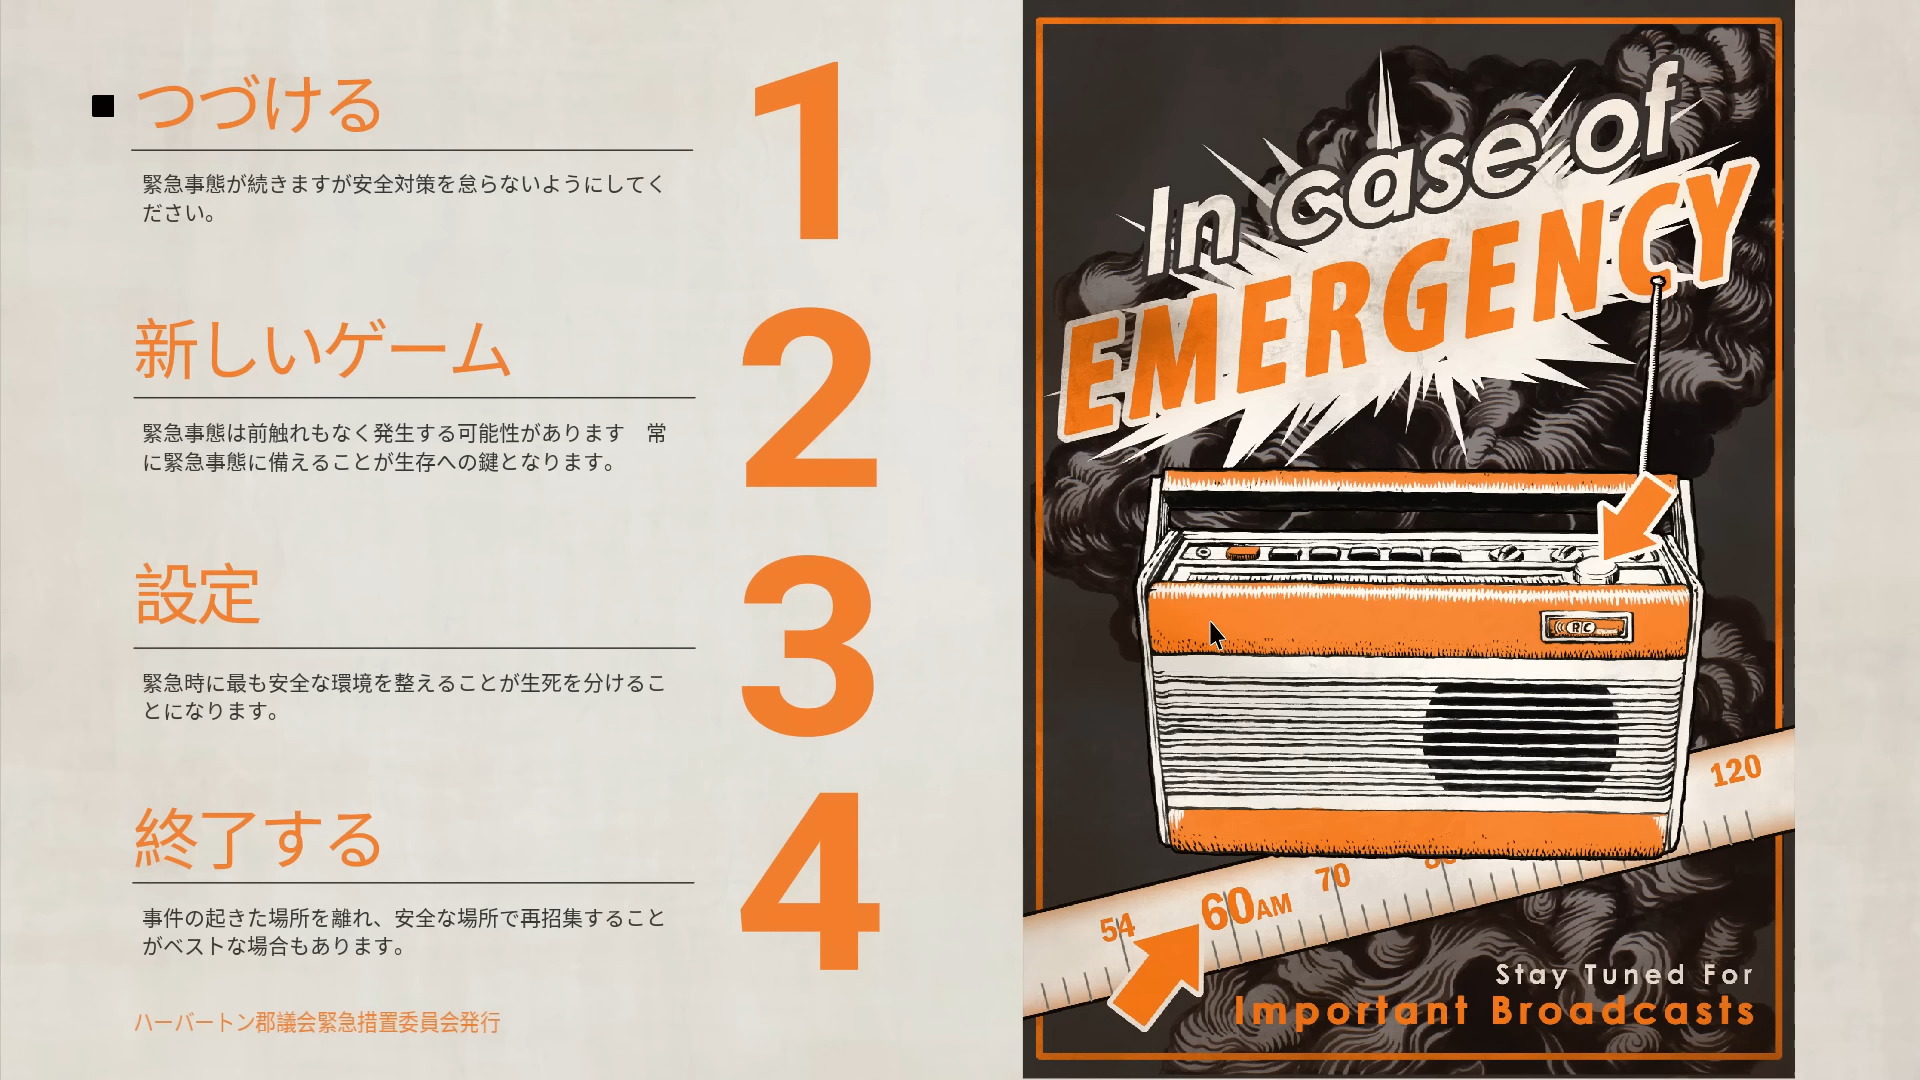 つづける
1
緊急事態が続きますが安全対策を怠らないようにしてく
ださい。
新しいゲーム
2
緊急事態は前触れもなく発生する可能性があります　常
に緊急事態に備えることが生存への鍵となります。
設定
3
緊急時に最も安全な環境を整えることが生死を分けるこ
とになります。
終了する
4
事件の起きた場所を離れ、安全な場所で再招集すること
がベストな場合もあります。
ハーバートン郡議会緊急措置委員会発行
In case of
EMERGENCY
RC
54
60AM
70
120
Stay Tuned For
Important Broadcasts